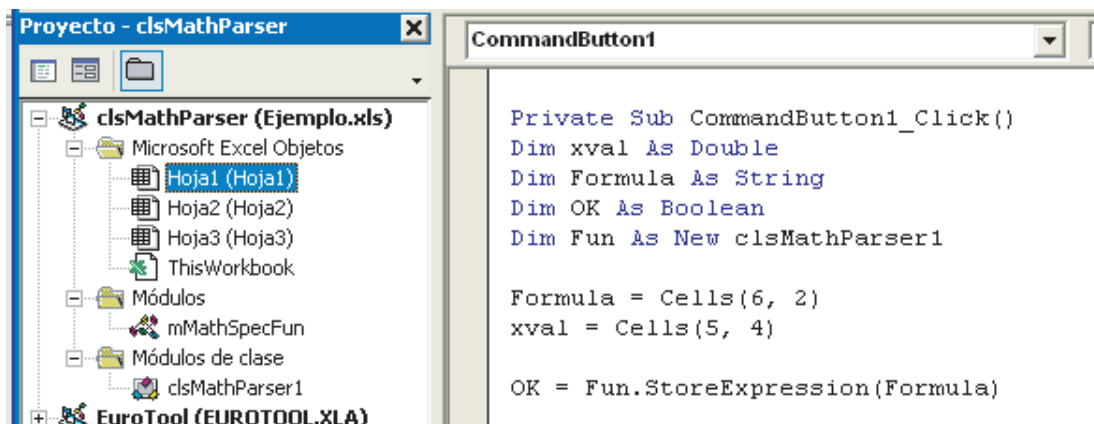 Proyecto - clsMathParser
clsMathParser (Ejemplo.xls)
Microsoft Excel Objetos
Hoja1 (Hoja1)
Hoja2 (Hoja2)
Hoja3 (Hoja3)
ThisWorkbook
Módulos
mMathSpecFun
Módulos de clase
clsMathParser1
EuroTool (EUROTOOL.XLA)
CommandButton1
Private Sub CommandButton1_Click()
Dim xval As Double
Dim Formula As String
Dim OK As Boolean
Dim Fun As New clsMathParser1
Formula = Cells(6, 2)
xval = Cells(5, 4)
OK = Fun.StoreExpression(Formula)